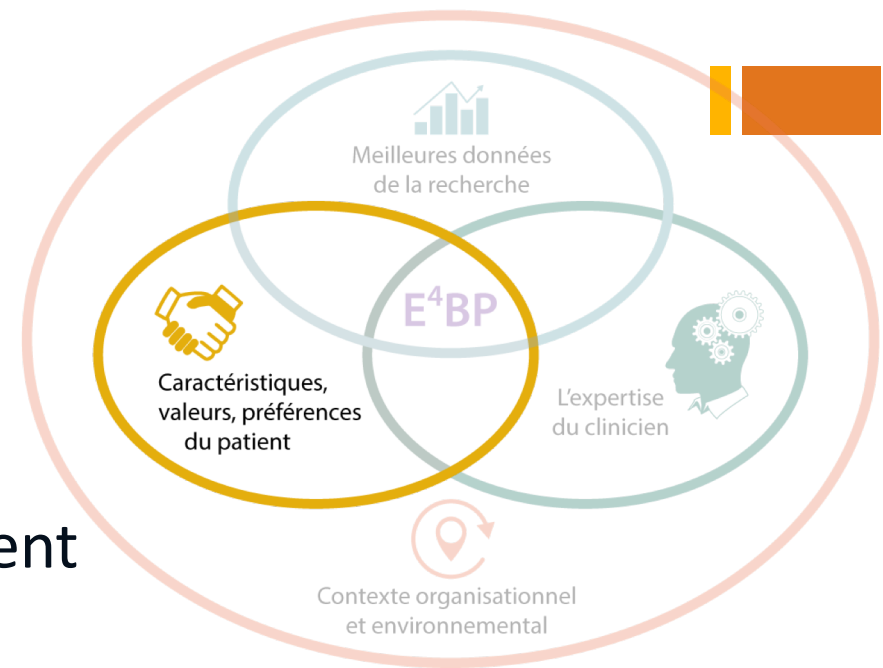 Meilleures données
de la recherche
E⁴BP
Caractéristiques,
valeurs, préférences
du patient
L'expertise
du clinicien
ent
Contexte organisationnel
et environnemental